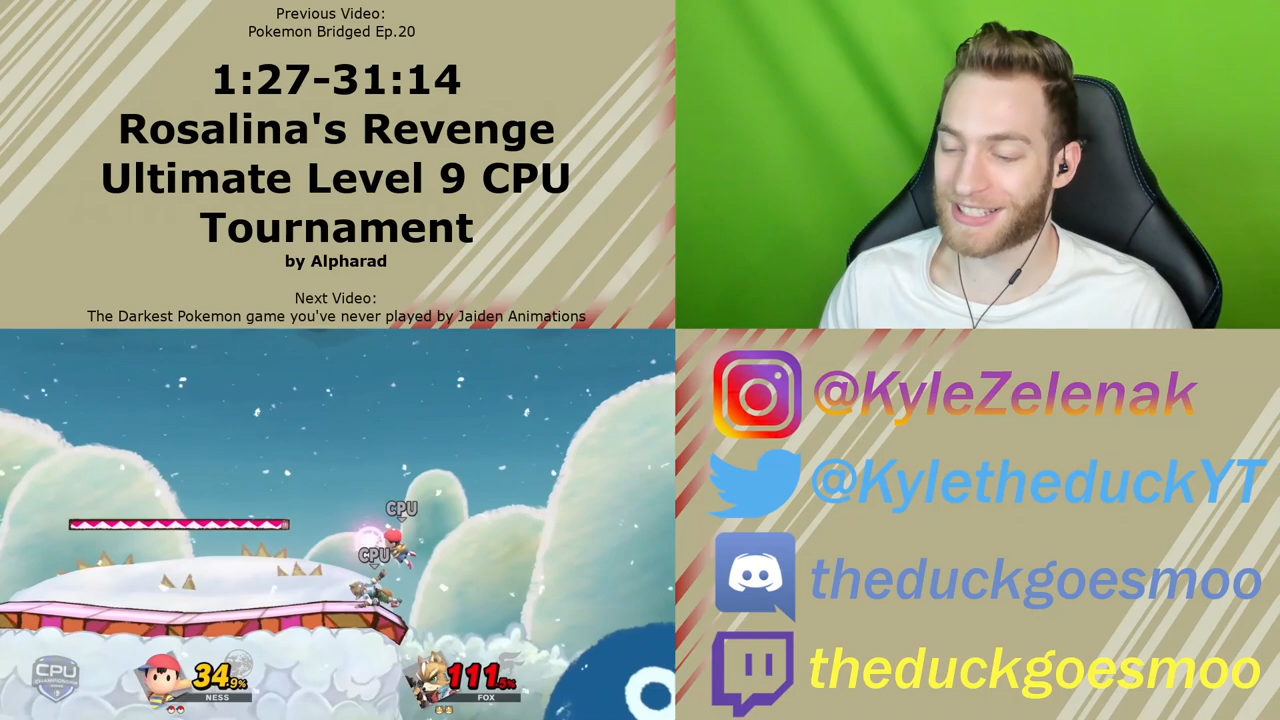 Previous Video:
Pokemon Bridged Ep.20
1:27-31:14
Rosalina's Revenge
Ultimate Level 9 CPU
Tournament
by Alpharad
Next Video:
The Darkest Pokemon game you've never played by Jaiden Animations
@KyleZelenak
@KyletheduckYT
theduckgoesmoo
theduckgoesmoo
CPU
CPU
CPU
34.9%
NESS
111.5%
FOX